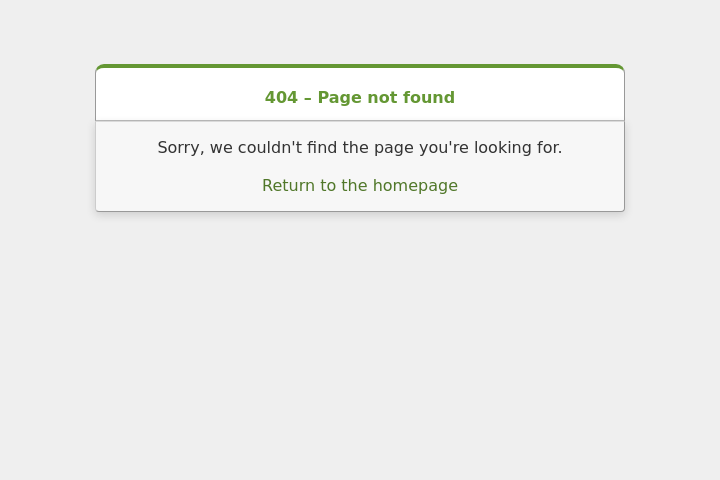 404 – Page not found
Sorry, we couldn't find the page you're looking for.
Return to the homepage